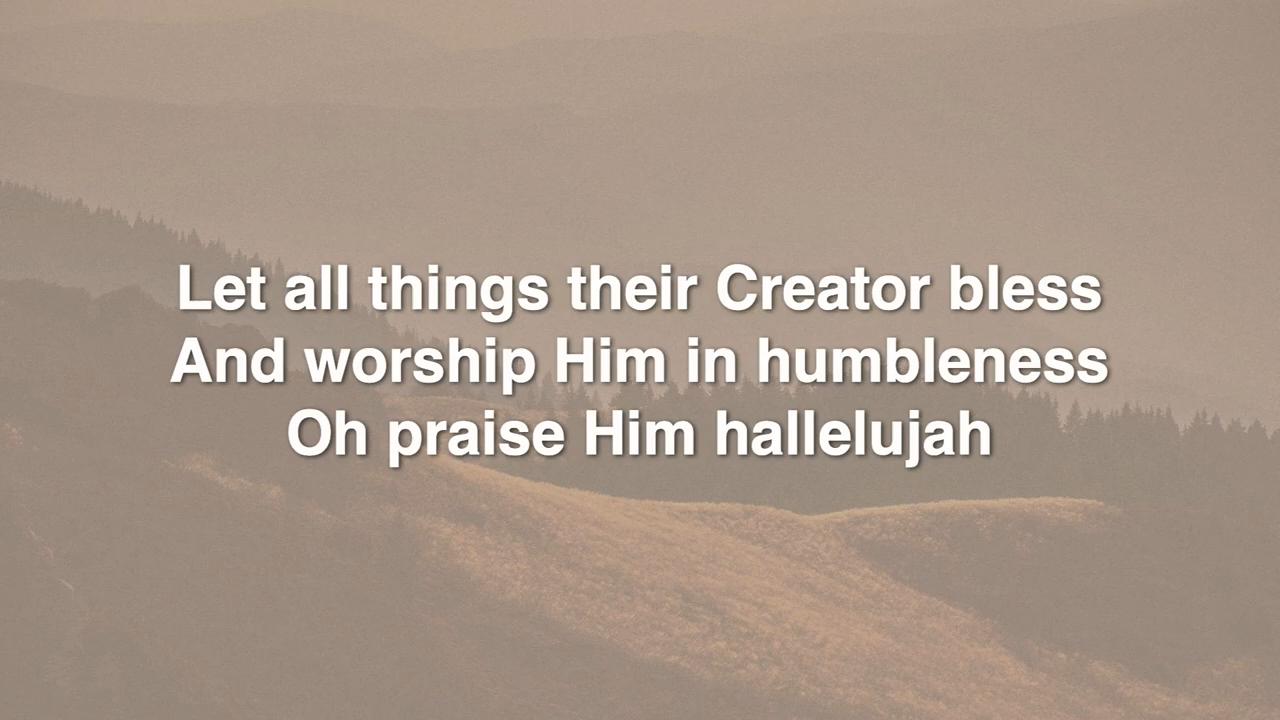 Let all things their Creator bless
And worship Him in humbleness
Oh praise Him hallelujah